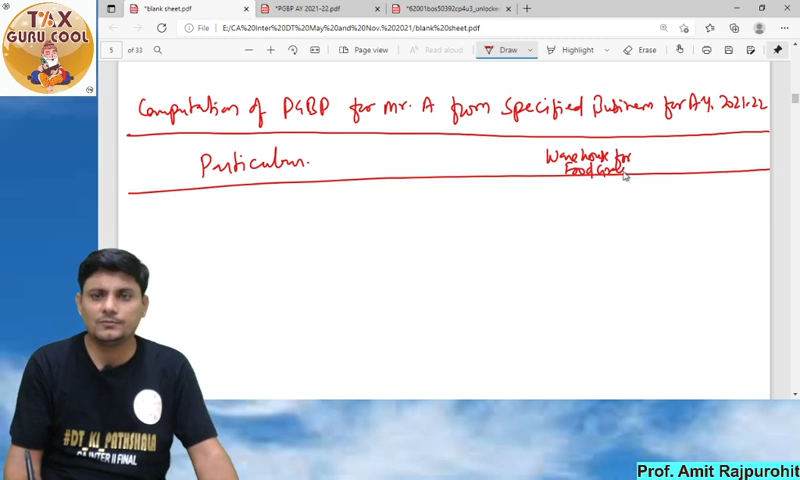 TAX
GURU COOL
*blank sheet.pdf
*PGBP AY 2021-22.pdf
*62001bos50392cp4u3_unlocke
File
E:/CA%20Inter%20DT%20May%20and%20Nov.%202021/blank%20sheet.pdf
5
of 33
Page view
Read aloud
Draw
Highlight
Erase
Computation of PGBP for Mr. A from Specified Business for A.Y. 2021-22
Particulars.
Warehouse for
Food Grains
#DT_KI_PATHSHALA
CA INTER II FINAL
Prof. Amit Rajpurohit